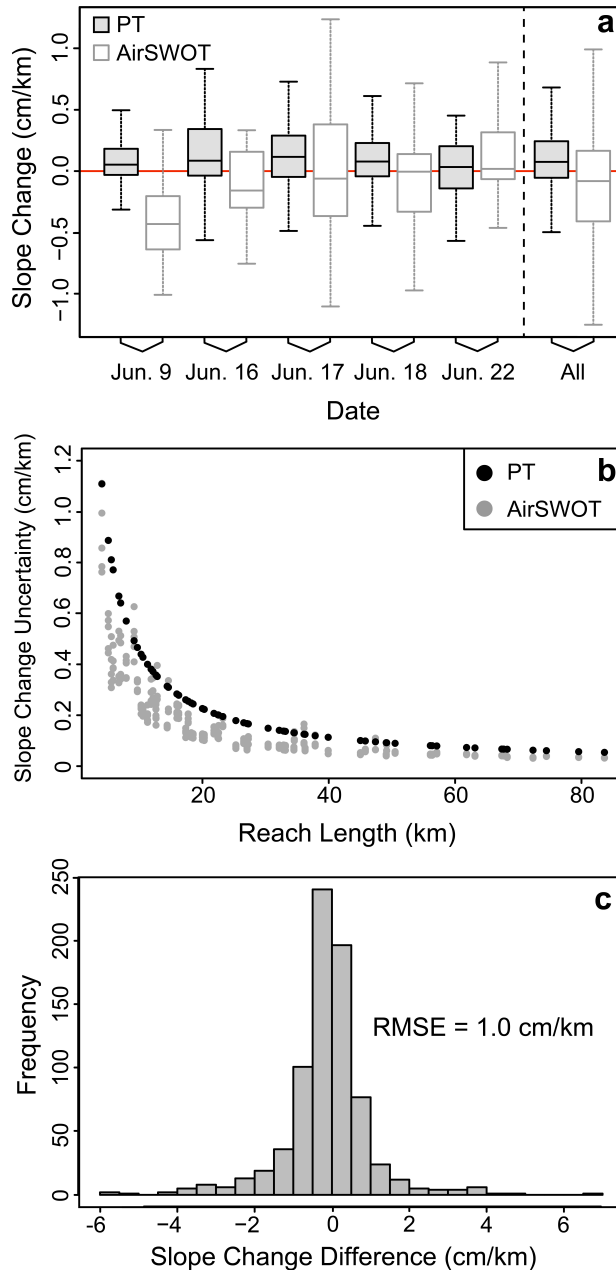 a
PT
AirSWOT
Slope Change (cm/km)
1.0
0.5
0.0
−0.5
−1.0
Jun. 9 Jun. 16 Jun. 17 Jun. 18 Jun. 22 All
Date
b
PT
AirSWOT
Slope Change Uncertainty (cm/km)
1.2
1.0
0.8
0.6
0.4
0.2
0
20 40 60 80
Reach Length (km)
c
RMSE = 1.0 cm/km
Frequency
250
200
150
100
50
0
-6 −4 −2 0 2 4 6
Slope Change Difference (cm/km)